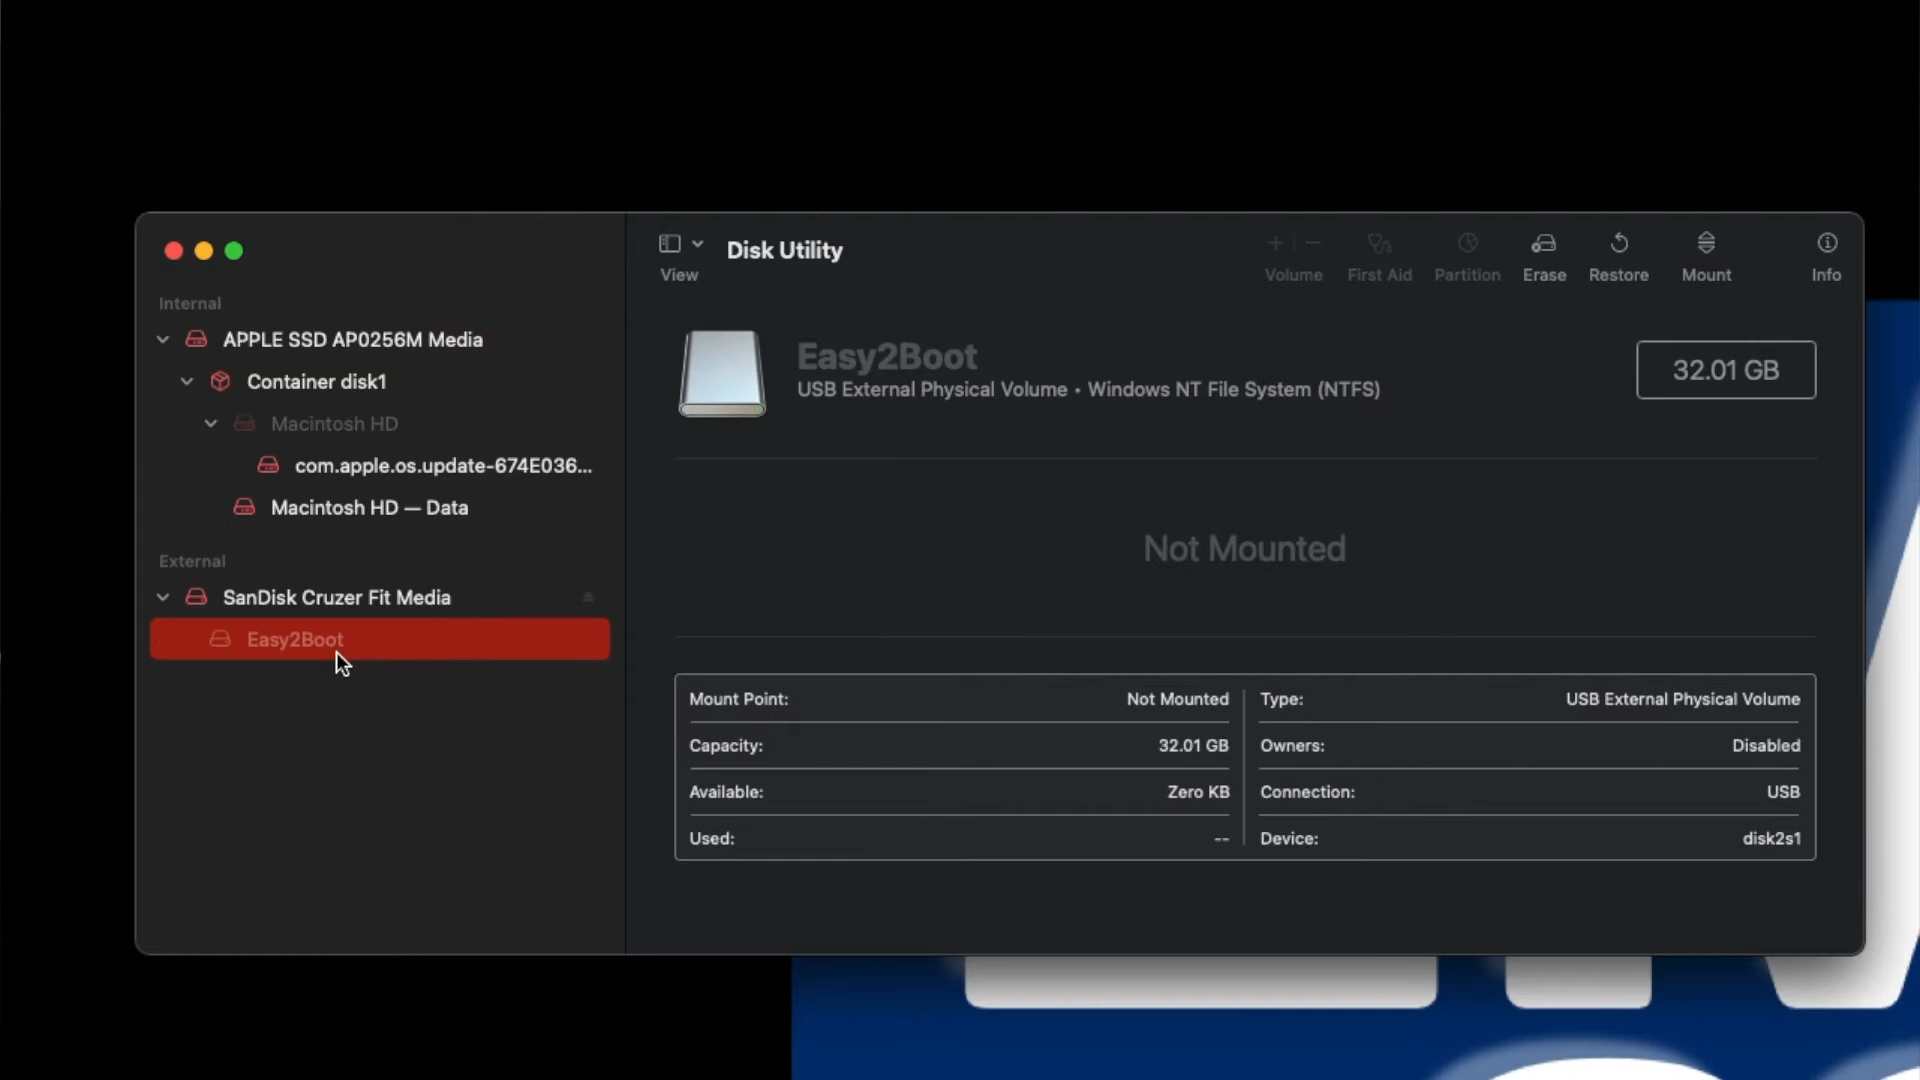 View
Disk Utility
Volume
First Aid
Partition
Erase
Restore
Mount
Info
Internal
APPLE SSD AP0256M Media
Container disk1
Macintosh HD
com.apple.os.update-674E036...
Macintosh HD — Data
External
SanDisk Cruzer Fit Media
Easy2Boot
Easy2Boot
USB External Physical Volume • Windows NT File System (NTFS)
32.01 GB
Not Mounted
Mount Point: Not Mounted
Capacity: 32.01 GB
Available: Zero KB
Used: --
Type: USB External Physical Volume
Owners: Disabled
Connection: USB
Device: disk2s1